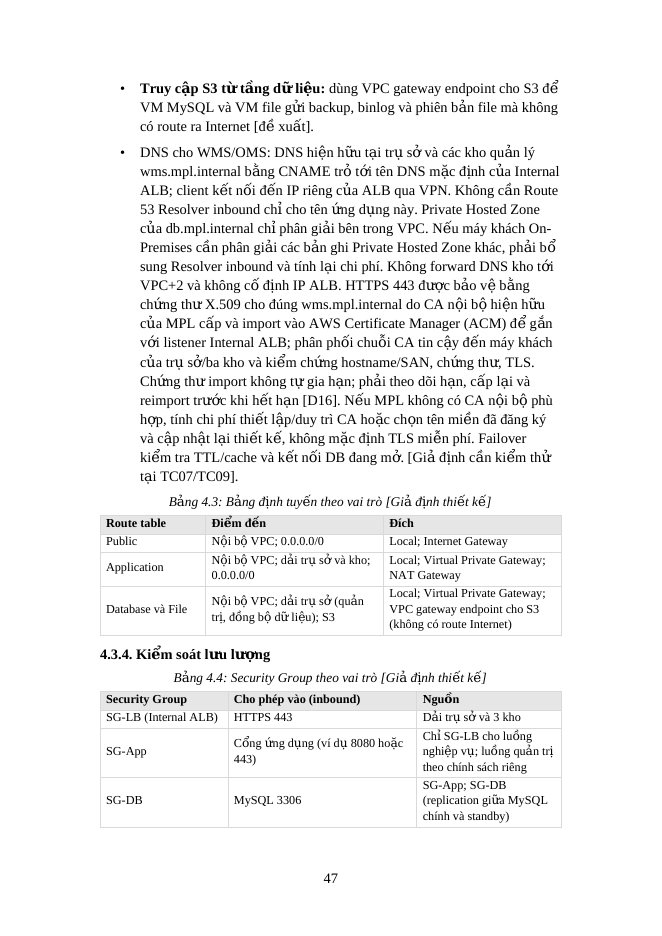 • Truy cập S3 từ tầng dữ liệu: dùng VPC gateway endpoint cho S3 để
VM MySQL và VM file gửi backup, binlog và phiên bản file mà không
có route ra Internet [đề xuất].
• DNS cho WMS/OMS: DNS hiện hữu tại trụ sở và các kho quản lý
wms.mpl.internal bằng CNAME trỏ tới tên DNS mặc định của Internal
ALB; client kết nối đến IP riêng của ALB qua VPN. Không cần Route
53 Resolver inbound chỉ cho tên ứng dụng này. Private Hosted Zone
của db.mpl.internal chỉ phân giải bên trong VPC. Nếu máy khách On-
Premises cần phân giải các bản ghi Private Hosted Zone khác, phải bổ
sung Resolver inbound và tính lại chi phí. Không forward DNS kho tới
VPC+2 và không cố định IP ALB. HTTPS 443 được bảo vệ bằng
chứng thư X.509 cho đúng wms.mpl.internal do CA nội bộ hiện hữu
của MPL cấp và import vào AWS Certificate Manager (ACM) để gắn
với listener Internal ALB; phân phối chuỗi CA tin cậy đến máy khách
của trụ sở/ba kho và kiểm chứng hostname/SAN, chứng thư, TLS.
Chứng thư import không tự gia hạn; phải theo dõi hạn, cấp lại và
reimport trước khi hết hạn [D16]. Nếu MPL không có CA nội bộ phù
hợp, tính chi phí thiết lập/duy trì CA hoặc chọn tên miền đã đăng ký
và cập nhật lại thiết kế, không mặc định TLS miễn phí. Failover
kiểm tra TTL/cache và kết nối DB đang mở. [Giả định cần kiểm thử
tại TC07/TC09].
Bảng 4.3: Bảng định tuyến theo vai trò [Giả định thiết kế]
Route table Điểm đến Đích
Public Nội bộ VPC; 0.0.0.0/0 Local; Internet Gateway
Application Nội bộ VPC; dải trụ sở và kho;
0.0.0.0/0 Local; Virtual Private Gateway;
NAT Gateway
Database và File Nội bộ VPC; dải trụ sở (quản
trị, đồng bộ dữ liệu); S3 Local; Virtual Private Gateway;
VPC gateway endpoint cho S3
(không có route Internet)
4.3.4. Kiểm soát lưu lượng
Bảng 4.4: Security Group theo vai trò [Giả định thiết kế]
Security Group Cho phép vào (inbound) Nguồn
SG-LB (Internal ALB) HTTPS 443 Dải trụ sở và 3 kho
SG-App Cổng ứng dụng (ví dụ 8080 hoặc
443) Chỉ SG-LB cho luồng
nghiệp vụ; luồng quản trị
theo chính sách riêng
SG-DB MySQL 3306 SG-App; SG-DB
(replication giữa MySQL
chính và standby)
47